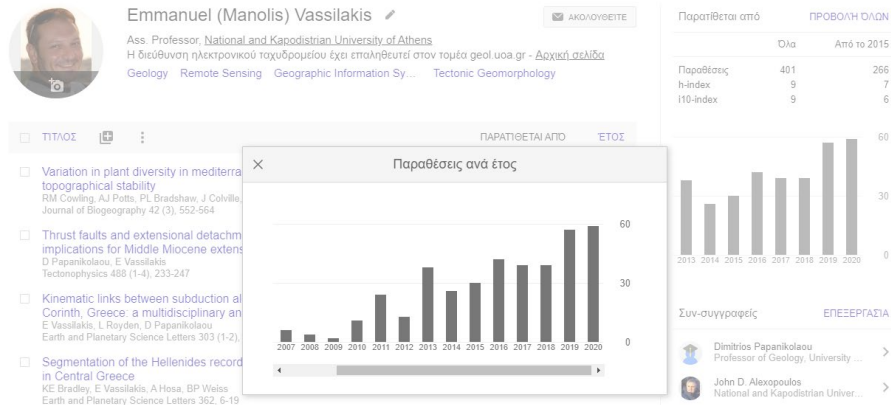 Emmanuel (Manolis) Vassilakis
ΑΚΟΛΟΥΘΕΙΤΕ
Ass. Professor, National and Kapodistrian University of Athens
Η διεύθυνση ηλεκτρονικού ταχυδρομείου έχει επαληθευτεί στον τομέα geol.uoa.gr - Αρχική σελίδα
Geology Remote Sensing Geographic Information Sy... Tectonic Geomorphology
ΤΙΤΛΟΣ ΠΑΡΑΤΊΘΕΤΑΙ ΑΠΌ ΈΤΟΣ
Variation in plant diversity in mediterra
topographical stability
RM Cowling, AJ Potts, PL Bradshaw, J Colville,
Journal of Biogeography 42 (3), 552-564
Thrust faults and extensional detachm
implications for Middle Miocene extens
D Papanikolaou, E Vassilakis
Tectonophysics 488 (1-4), 233-247
Kinematic links between subduction al
Corinth, Greece: a multidisciplinary an
E Vassilakis, L Royden, D Papanikolaou
Earth and Planetary Science Letters 303 (1-2),
Segmentation of the Hellenides record
in Central Greece
KE Bradley, E Vassilakis, A Hosa, BP Weiss
Earth and Planetary Science Letters 362, 6-19
Παραθέσεις ανά έτος
60
30
0
2007 2008 2009 2010 2011 2012 2013 2014 2015 2016 2017 2018 2019 2020
Παρατίθεται από ΠΡΟΒΟΛΉ ΌΛΩΝ
Όλα Από το 2015
Παραθέσεις 401 266
h-index 9 7
i10-index 9 6
60
30
0
2013 2014 2015 2016 2017 2018 2019 2020
Συν-συγγραφείς ΕΠΕΞΕΡΓΑΣΊΑ
Dimitrios Papanikolaou
Professor of Geology, University ...
John D. Alexopoulos
National and Kapodistrian Univer...